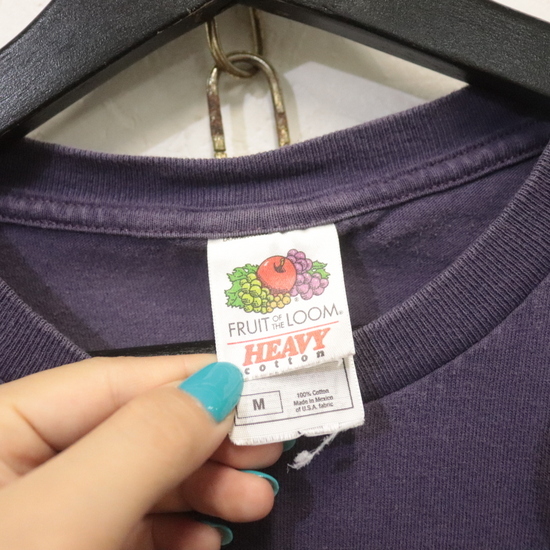 FRUIT OF THE LOOM®
HEAVY
cotton
M
100% Cotton
Made in Mexico
of U.S.A. fabric